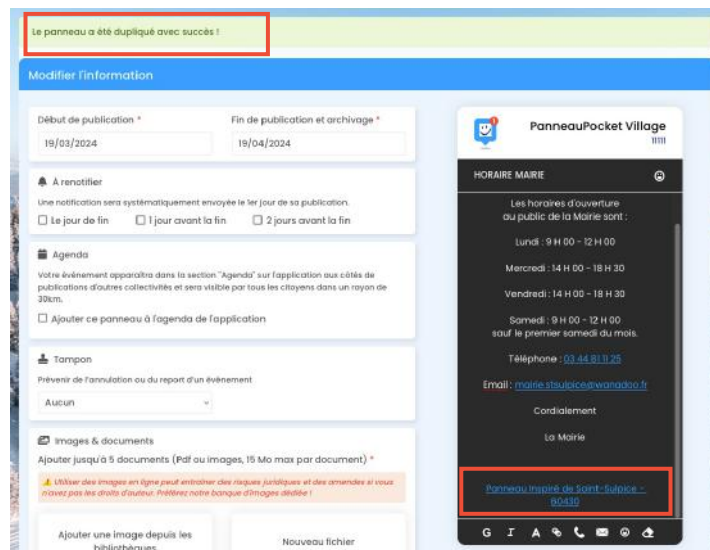 Le panneau a été dupliqué avec succès !
Modifier l'information
Début de publication *
Fin de publication et archivage *
19/03/2024
19/04/2024
À renotifier
Une notification sera systématiquement envoyée le 1er jour de sa publication.
Le jour de fin
1 jour avant la fin
2 jours avant la fin
Agenda
Votre évènement apparaîtra dans la section "Agenda" sur l'application aux côtés de
publications d'autres collectivités et sera visible par tous les citoyens dans un rayon de
30km.
Ajouter ce panneau à l'agenda de l'application
Tampon
Prévenir de l'annulation ou du report d'un évènement
Aucun
Images & documents
Ajouter jusqu'à 5 documents (Pdf ou images, 15 Mo max par document) *
Utiliser des images en ligne peut entraîner des risques juridiques et des amendes si vous
n'avez pas les droits d'auteur. Préférez notre banque d'images dédiée !
Ajouter une image depuis les
bibliothèques
Nouveau fichier
PanneauPocket Village
11111
HORAIRE MAIRIE
Les horaires d'ouverture
au public de la Mairie sont :
Lundi : 9 H 00 - 12 H 00
Mercredi : 14 H 00 - 18 H 30
Vendredi : 14 H 00 - 18 H 30
Samedi : 9 H 00 - 12 H 00
sauf le premier samedi du mois.
Téléphone : 03 44 81 11 25
Email : mairie.stsulpice@wanadoo.fr
Cordialement
La Mairie
Panneau Inspiré de Saint-Sulpice -
60430
G I A